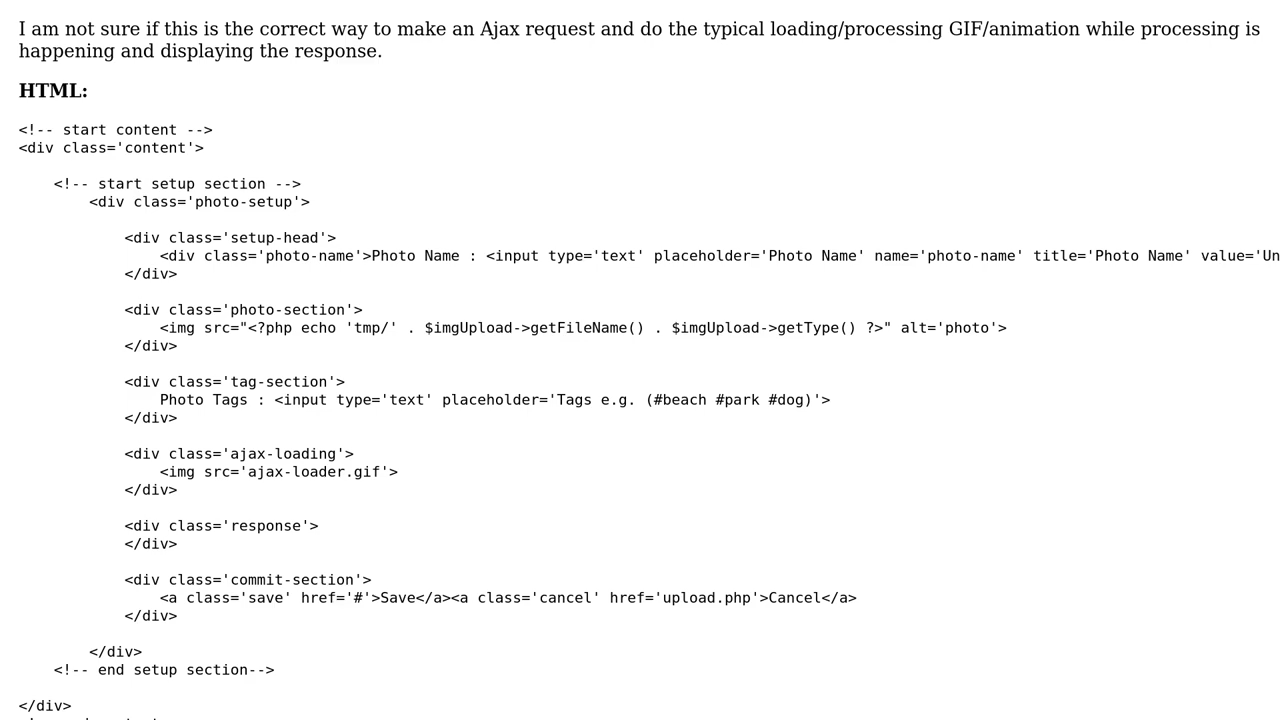 I am not sure if this is the correct way to make an Ajax request and do the typical loading/processing GIF/animation while processing is
happening and displaying the response.
HTML:
<!-- start content -->
<div class='content'>
    <!-- start setup section -->
        <div class='photo-setup'>
            <div class='setup-head'>
                <div class='photo-name'>Photo Name : <input type='text' placeholder='Photo Name' name='photo-name' title='Photo Name' value='Un
            </div>
            <div class='photo-section'>
                <img src="<?php echo 'tmp/' . $imgUpload->getFileName() . $imgUpload->getType() ?>" alt='photo'>
            </div>
            <div class='tag-section'>
                Photo Tags : <input type='text' placeholder='Tags e.g. (#beach #park #dog)'>
            </div>
            <div class='ajax-loading'>
                <img src='ajax-loader.gif'>
            </div>
            <div class='response'>
            </div>
            <div class='commit-section'>
                <a class='save' href='#'>Save</a><a class='cancel' href='upload.php'>Cancel</a>
            </div>
        </div>
    <!-- end setup section-->
</div>